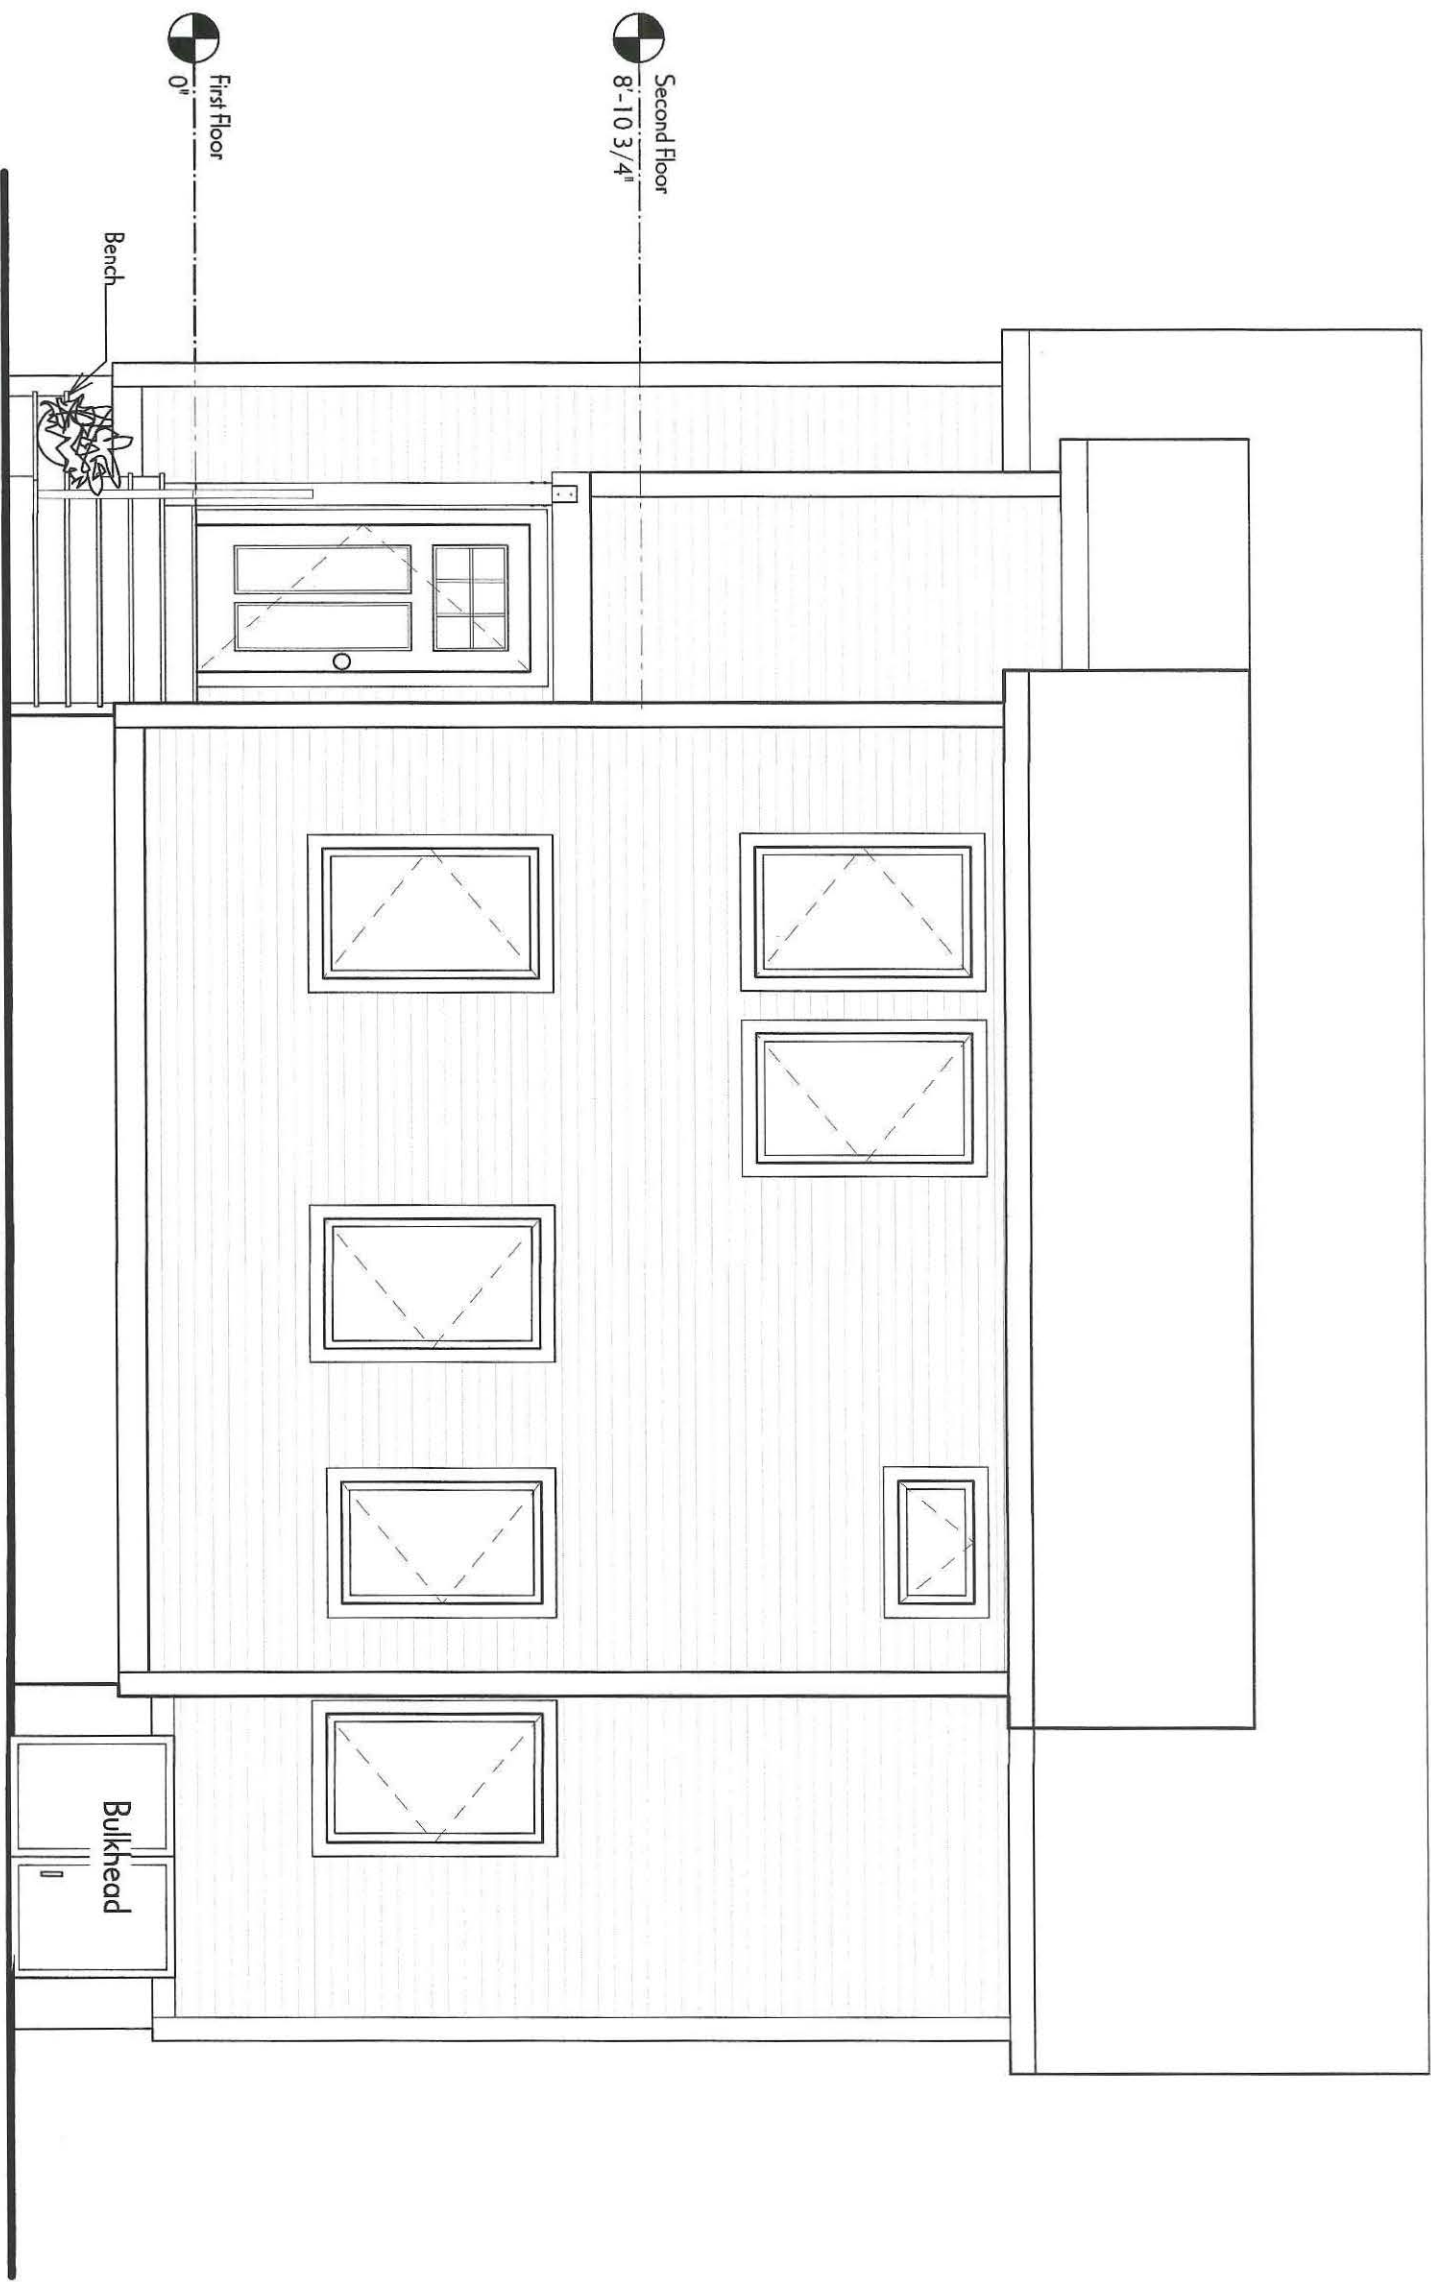 Second Floor
8'-10 3/4"
First Floor
0"
Bench
Bulkhead